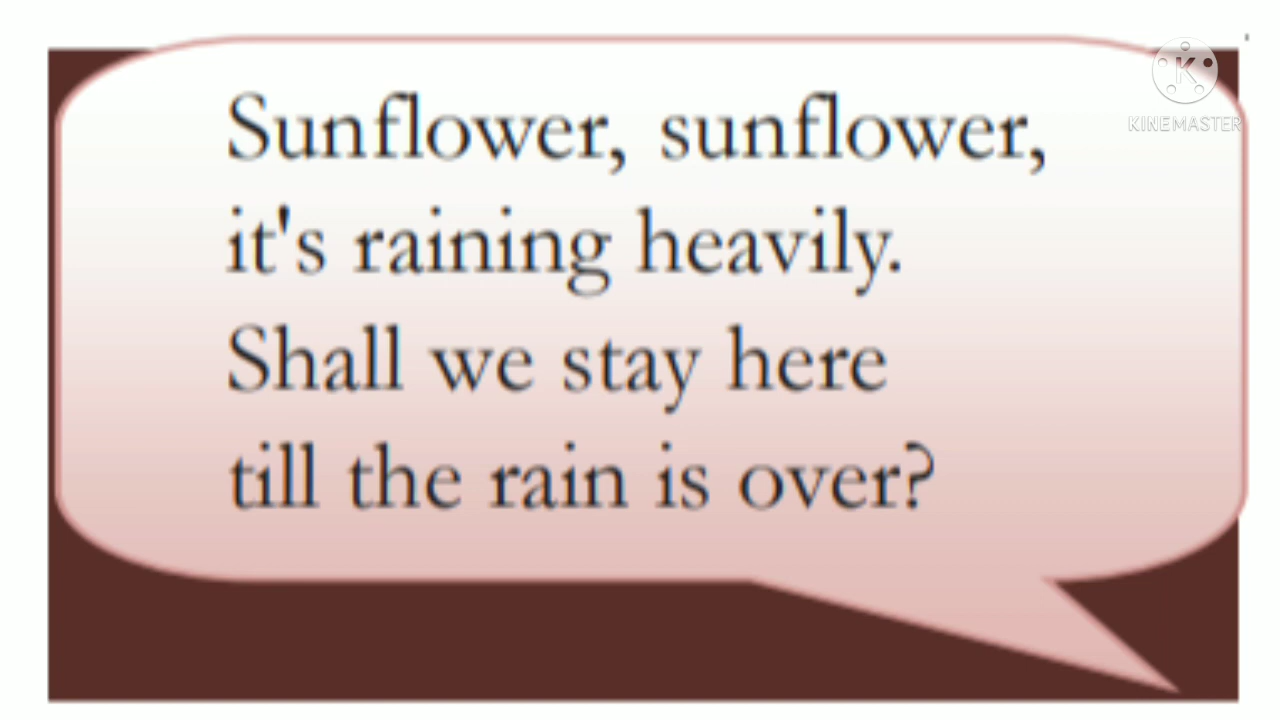 Sunflower, sunflower,
it's raining heavily.
Shall we stay here
till the rain is over?
K
KINEMASTER